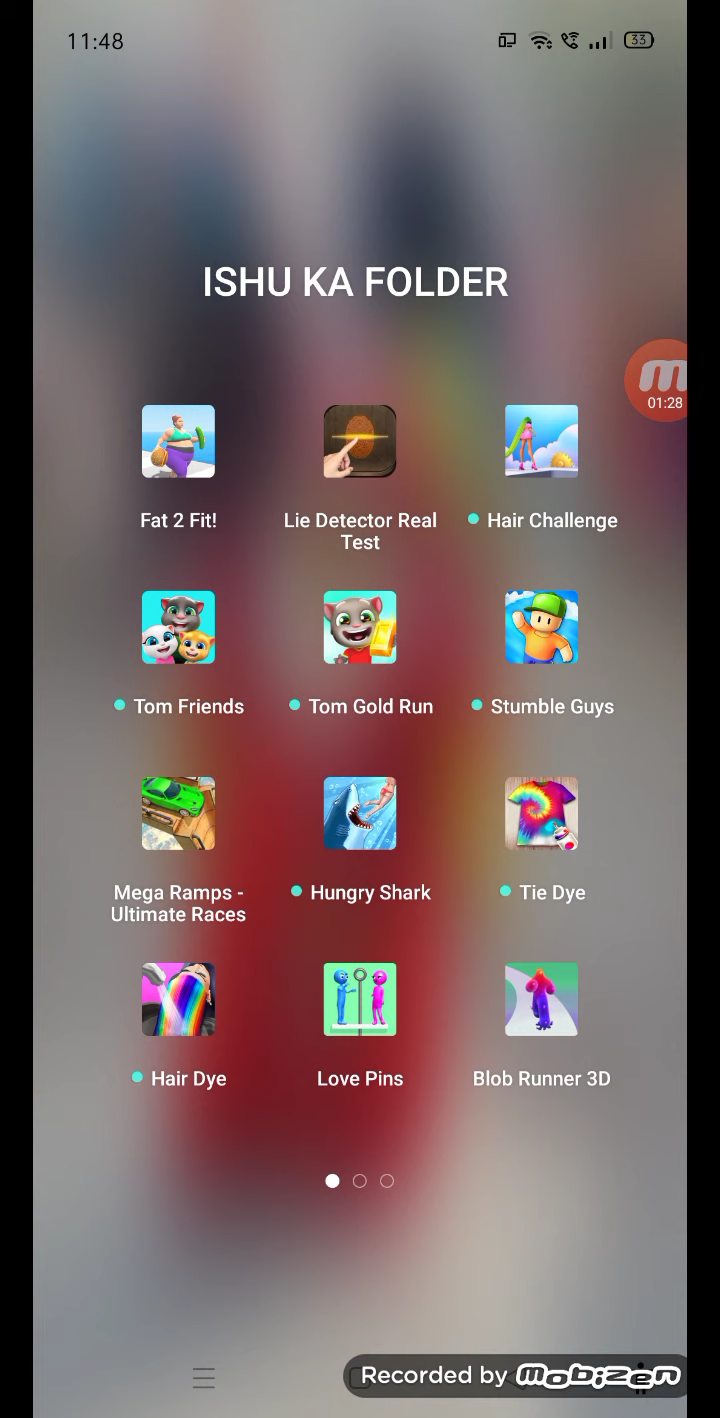 11:48
33
ISHU KA FOLDER
01:28
Fat 2 Fit!
Lie Detector Real
Test
Hair Challenge
Tom Friends
Tom Gold Run
Stumble Guys
Mega Ramps -
Ultimate Races
Hungry Shark
Tie Dye
Hair Dye
Love Pins
Blob Runner 3D
Recorded by mobizen